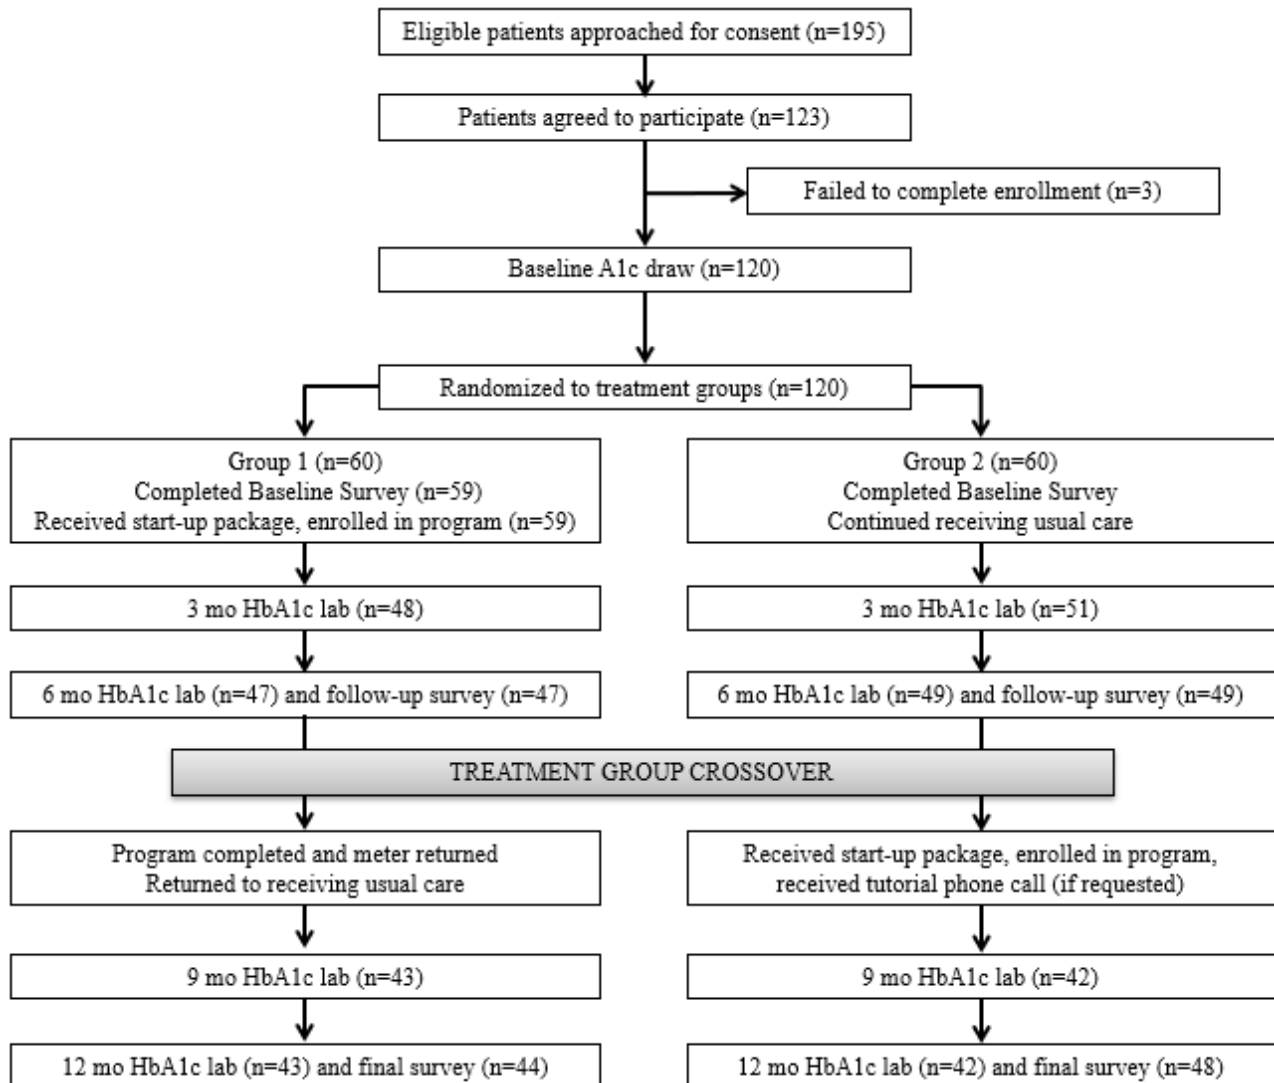 Eligible patients approached for consent (n=195)
Patients agreed to participate (n=123)
Failed to complete enrollment (n=3)
Baseline A1c draw (n=120)
Randomized to treatment groups (n=120)
Group 1 (n=60)
Completed Baseline Survey (n=59)
Received start-up package, enrolled in program (n=59)
Group 2 (n=60)
Completed Baseline Survey
Continued receiving usual care
3 mo HbA1c lab (n=48)
3 mo HbA1c lab (n=51)
6 mo HbA1c lab (n=47) and follow-up survey (n=47)
6 mo HbA1c lab (n=49) and follow-up survey (n=49)
TREATMENT GROUP CROSSOVER
Program completed and meter returned
Returned to receiving usual care
Received start-up package, enrolled in program,
received tutorial phone call (if requested)
9 mo HbA1c lab (n=43)
9 mo HbA1c lab (n=42)
12 mo HbA1c lab (n=43) and final survey (n=44)
12 mo HbA1c lab (n=42) and final survey (n=48)